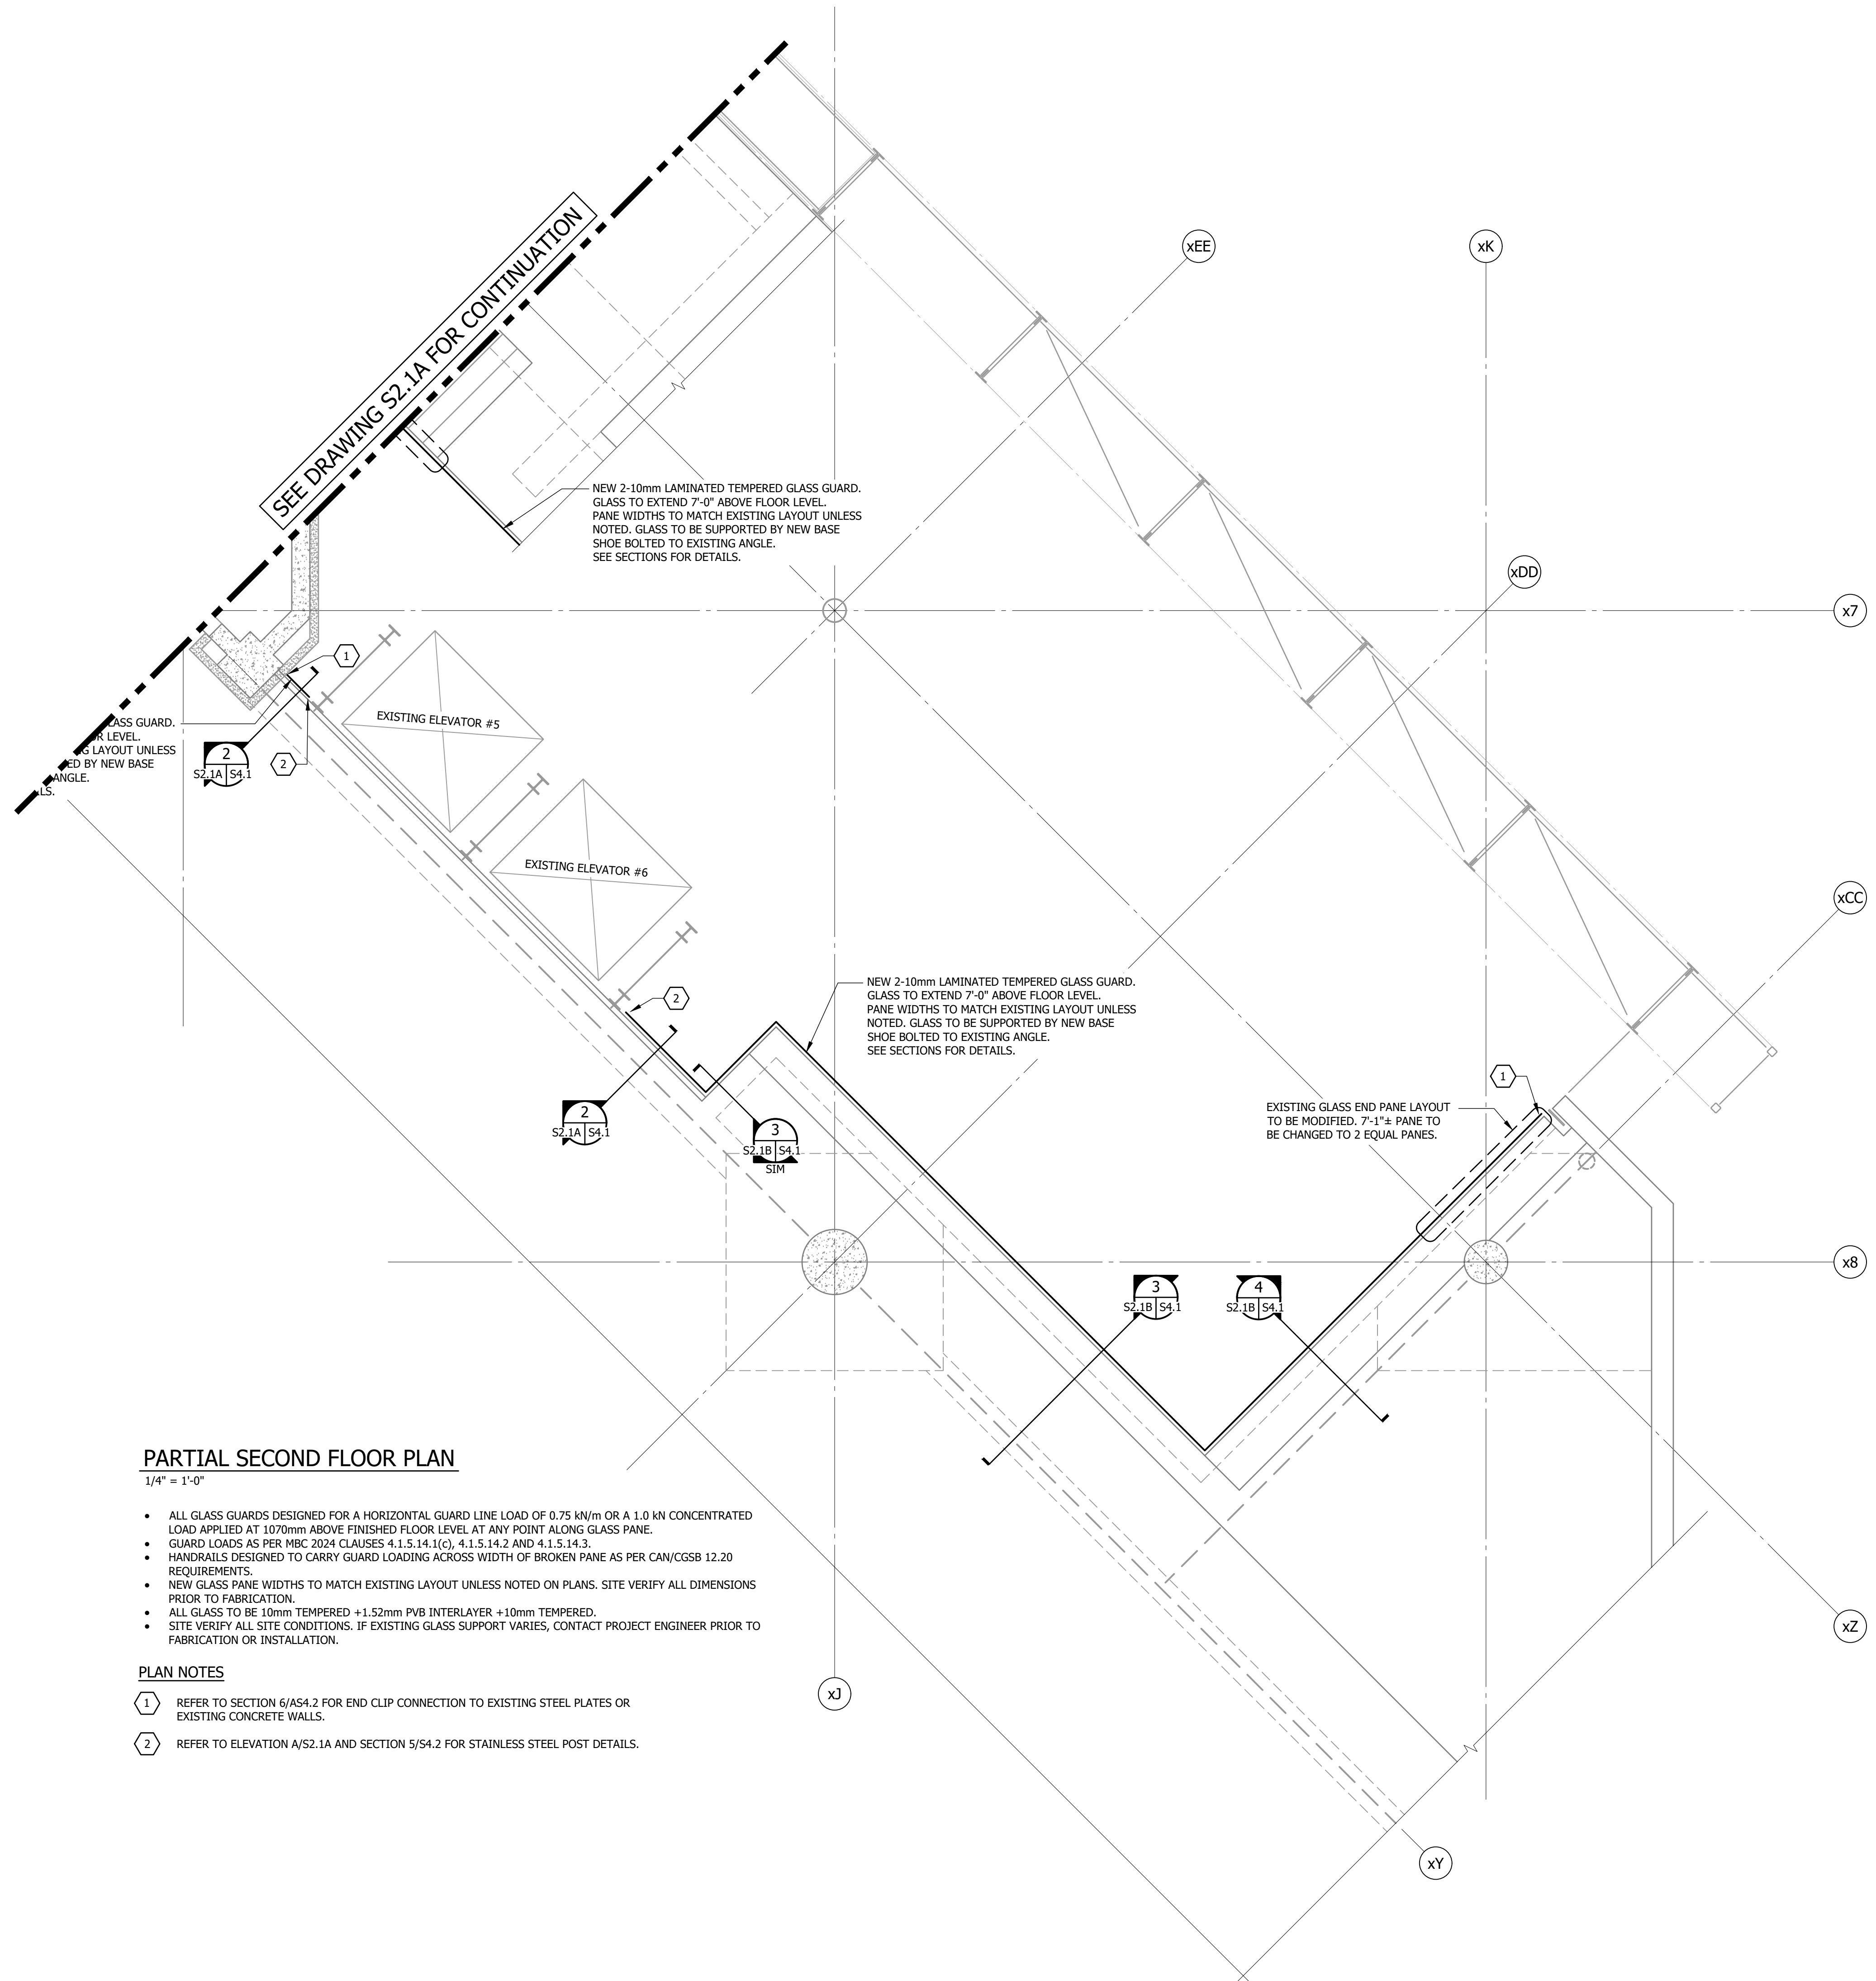 xEE
xK
SEE DRAWING S2.1A FOR CONTINUATION
NEW 2-10mm LAMINATED TEMPERED GLASS GUARD.
GLASS TO EXTEND 7'-0" ABOVE FLOOR LEVEL.
PANE WIDTHS TO MATCH EXISTING LAYOUT UNLESS
NOTED. GLASS TO BE SUPPORTED BY NEW BASE
SHOE BOLTED TO EXISTING ANGLE.
SEE SECTIONS FOR DETAILS.
xDD
x7
1
GUARD.
LEVEL.
LAYOUT UNLESS
BY NEW BASE
ANGLE.
2
S2.1A S4.1
2
EXISTING ELEVATOR #5
EXISTING ELEVATOR #6
xCC
2
NEW 2-10mm LAMINATED TEMPERED GLASS GUARD.
GLASS TO EXTEND 7'-0" ABOVE FLOOR LEVEL.
PANE WIDTHS TO MATCH EXISTING LAYOUT UNLESS
NOTED. GLASS TO BE SUPPORTED BY NEW BASE
SHOE BOLTED TO EXISTING ANGLE.
SEE SECTIONS FOR DETAILS.
1
EXISTING GLASS END PANE LAYOUT
TO BE MODIFIED. 7'-1"± PANE TO
BE CHANGED TO 2 EQUAL PANES.
2
S2.1A S4.1
3
S2.1B S4.1
SIM
x8
3
S2.1B S4.1
4
S2.1B S4.1
PARTIAL SECOND FLOOR PLAN
1/4" = 1'-0"
• ALL GLASS GUARDS DESIGNED FOR A HORIZONTAL GUARD LINE LOAD OF 0.75 kN/m OR A 1.0 kN CONCENTRATED
LOAD APPLIED AT 1070mm ABOVE FINISHED FLOOR LEVEL AT ANY POINT ALONG GLASS PANE.
• GUARD LOADS AS PER MBC 2024 CLAUSES 4.1.5.14.1(c), 4.1.5.14.2 AND 4.1.5.14.3.
• HANDRAILS DESIGNED TO CARRY GUARD LOADING ACROSS WIDTH OF BROKEN PANE AS PER CAN/CGSB 12.20
REQUIREMENTS.
• NEW GLASS PANE WIDTHS TO MATCH EXISTING LAYOUT UNLESS NOTED ON PLANS. SITE VERIFY ALL DIMENSIONS
PRIOR TO FABRICATION.
• ALL GLASS TO BE 10mm TEMPERED +1.52mm PVB INTERLAYER +10mm TEMPERED.
• SITE VERIFY ALL SITE CONDITIONS. IF EXISTING GLASS SUPPORT VARIES, CONTACT PROJECT ENGINEER PRIOR TO
FABRICATION OR INSTALLATION.
PLAN NOTES
1 REFER TO SECTION 6/AS4.2 FOR END CLIP CONNECTION TO EXISTING STEEL PLATES OR
EXISTING CONCRETE WALLS.
2 REFER TO ELEVATION A/S2.1A AND SECTION 5/S4.2 FOR STAINLESS STEEL POST DETAILS.
xZ
xJ
xY